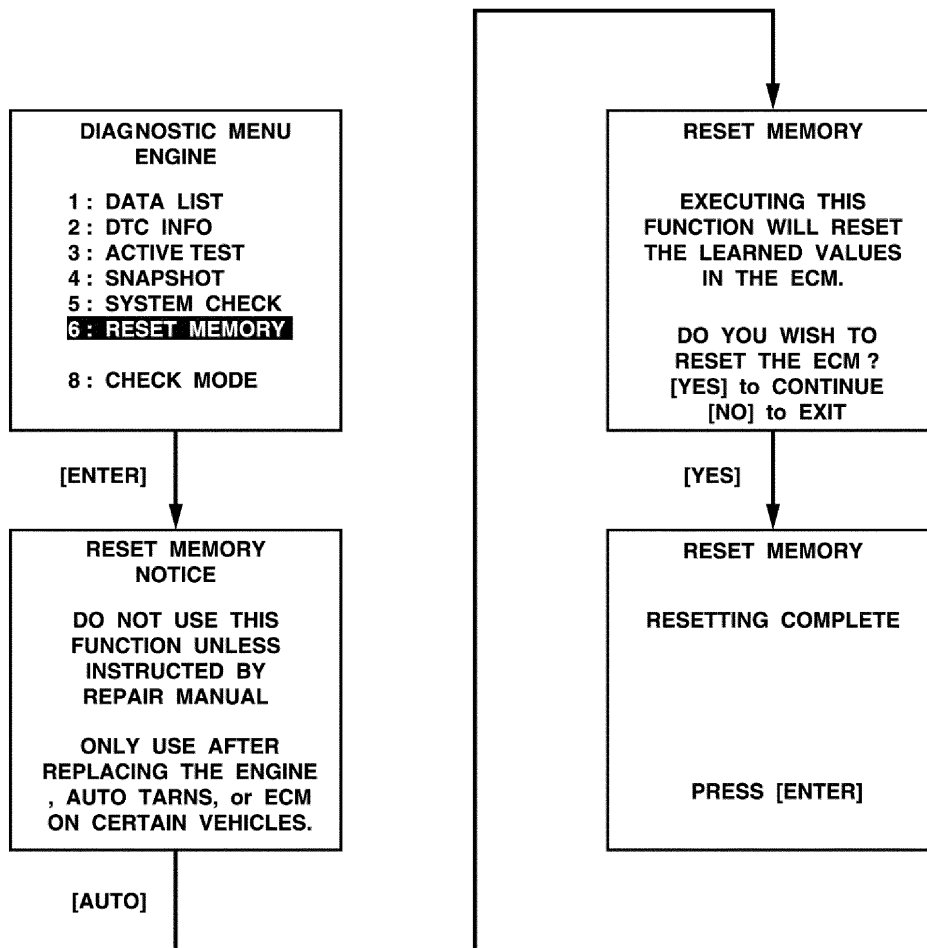 DIAGNOSTIC MENU
ENGINE
1 : DATA LIST
2 : DTC INFO
3 : ACTIVE TEST
4 : SNAPSHOT
5 : SYSTEM CHECK
6 : RESET MEMORY
8 : CHECK MODE
[ENTER]
RESET MEMORY
NOTICE
DO NOT USE THIS
FUNCTION UNLESS
INSTRUCTED BY
REPAIR MANUAL
ONLY USE AFTER
REPLACING THE ENGINE
, AUTO TARNS, or ECM
ON CERTAIN VEHICLES.
[AUTO]
RESET MEMORY
EXECUTING THIS
FUNCTION WILL RESET
THE LEARNED VALUES
IN THE ECM.
DO YOU WISH TO
RESET THE ECM ?
[YES] to CONTINUE
[NO] to EXIT
[YES]
RESET MEMORY
RESETTING COMPLETE
PRESS [ENTER]